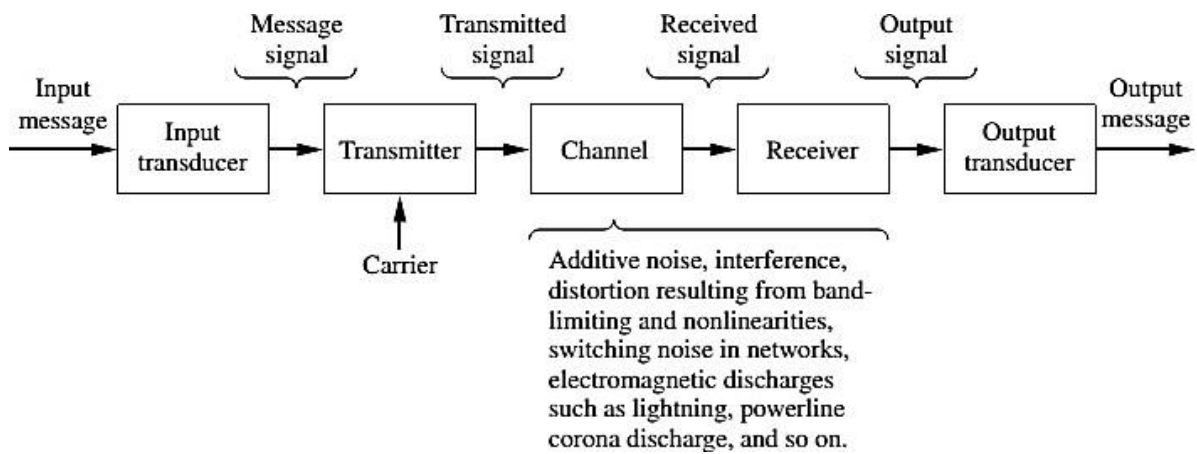 Message
signal
Transmitted
signal
Received
signal
Output
signal
Input
message
Input
transducer
Transmitter
Channel
Receiver
Output
transducer
Output
message
Carrier
Additive noise, interference,
distortion resulting from band-
limiting and nonlinearities,
switching noise in networks,
electromagnetic discharges
such as lightning, powerline
corona discharge, and so on.